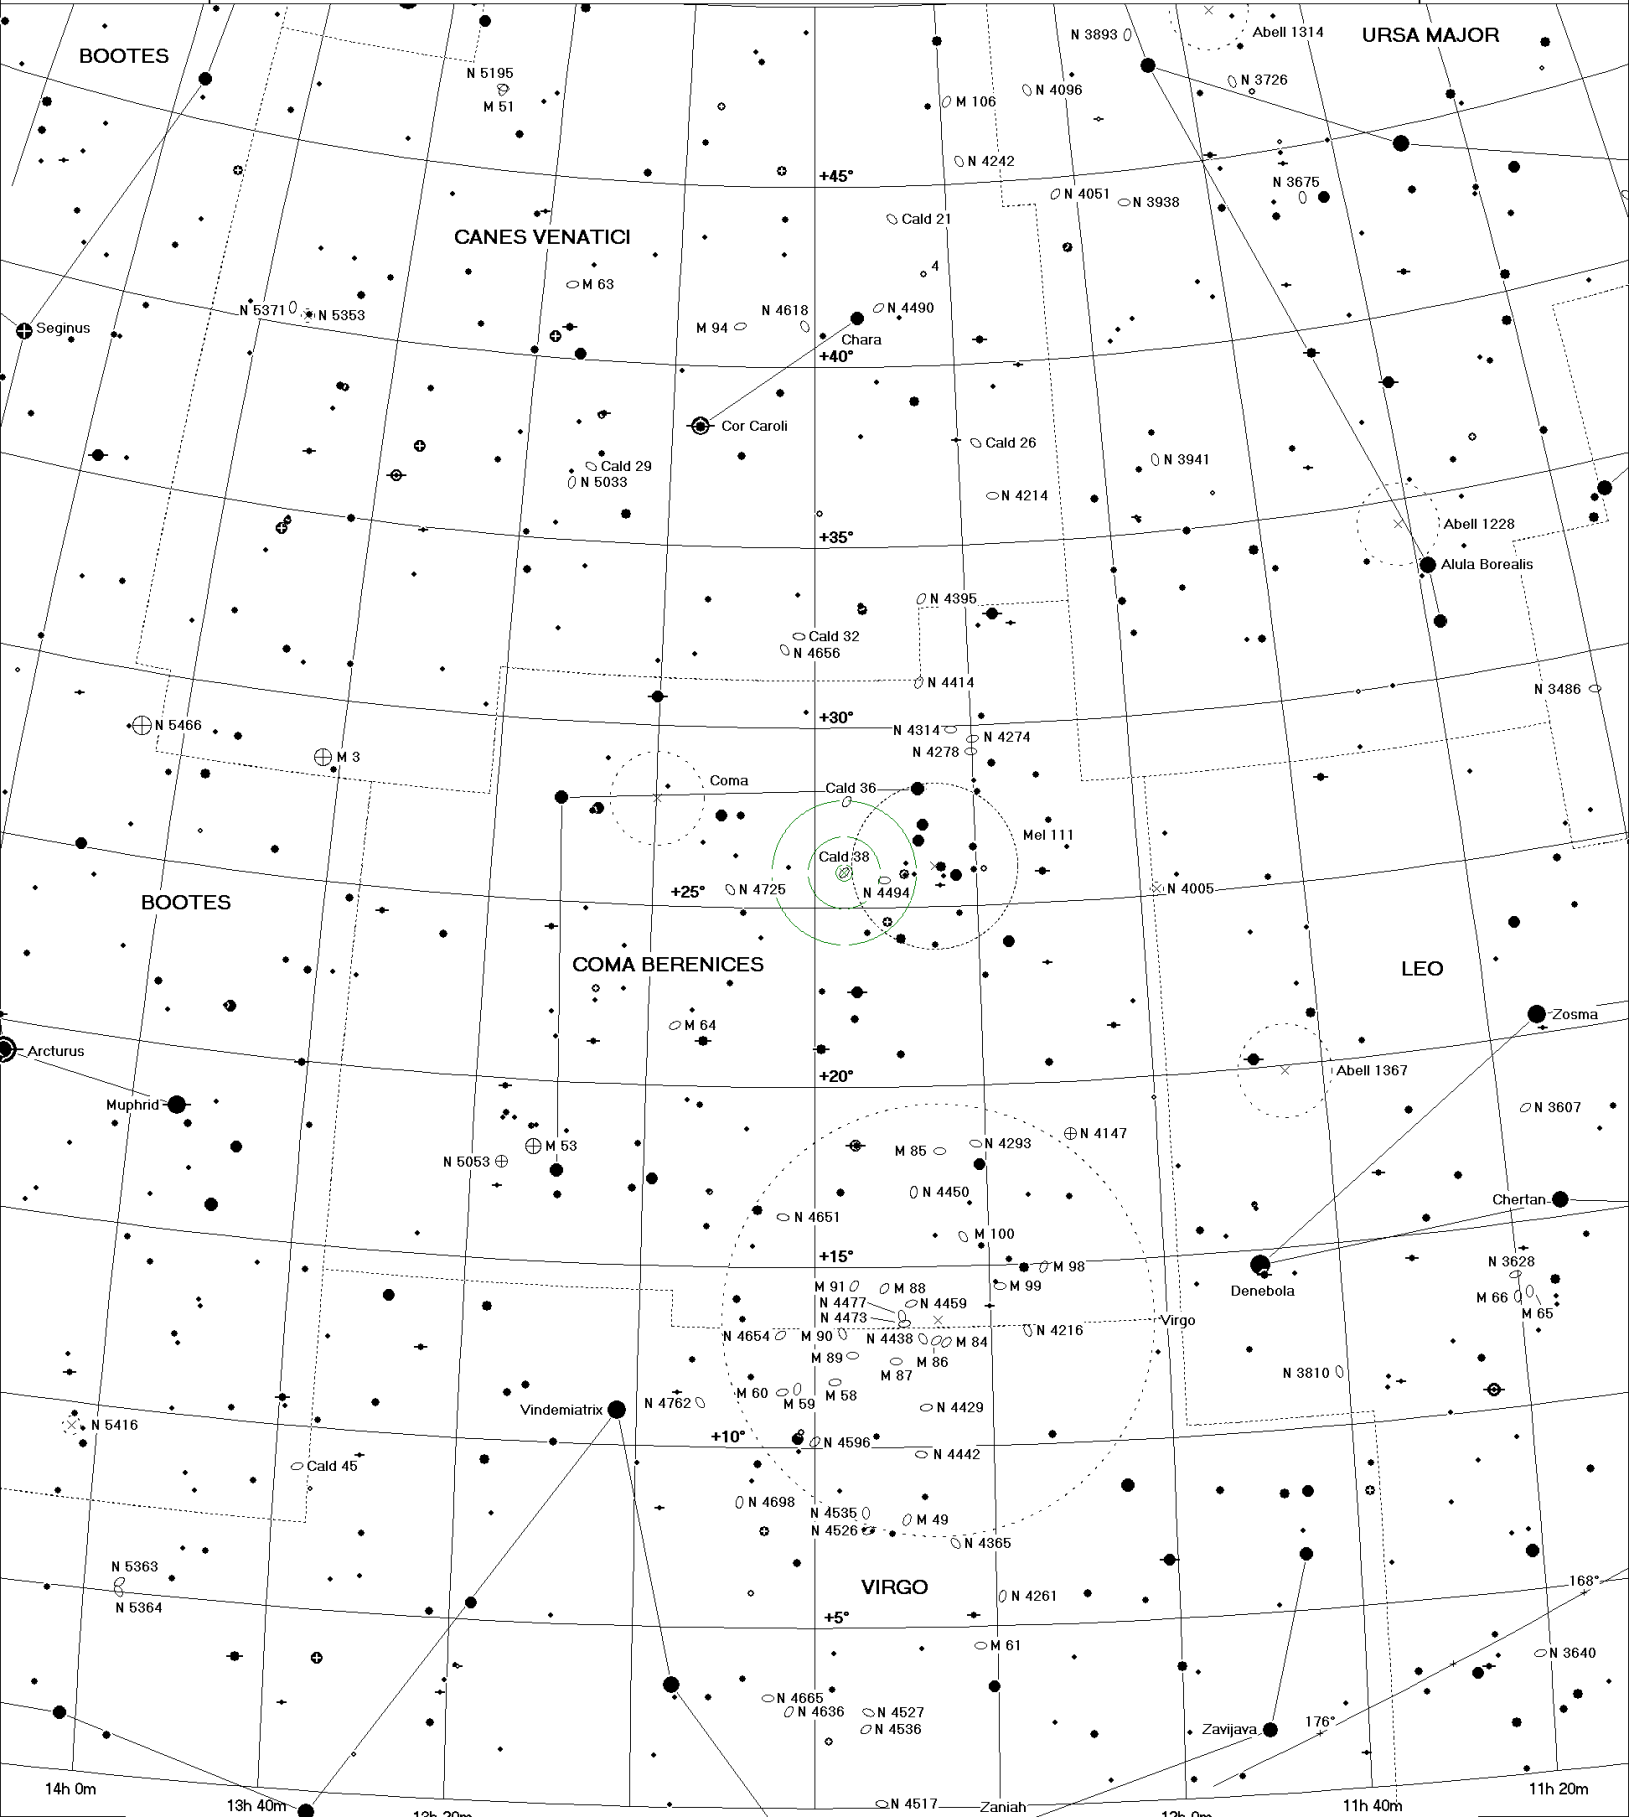 N 3893
Abell 1314
URSA MAJOR
BOOTES
N 5195
N 3726
N 4096
M 106
M 51
N 4242
+45°
N 3675
N 4051
N 3938
Cald 21
CANES VENATICI
4
M 63
N 5371
N 5353
N 4618
N 4490
Seginus
M 94
Chara
+40°
Cor Caroli
Cald 26
N 3941
Cald 29
N 5033
N 4214
Abell 1228
+35°
Alula Borealis
N 4395
Cald 32
N 4656
N 4414
N 3486
+30°
N 5466
N 4314
N 4274
N 4278
M 3
Coma
Cald 36
Mel 111
Cald 38
+25°
N 4725
N 4494
N 4005
BOOTES
COMA BERENICES
LEO
Zosma
M 64
Arcturus
+20°
Abell 1367
Muphrid
N 3607
N 4147
M 53
M 85
N 4293
N 5053
N 4450
Chertan
N 4651
M 100
+15°
M 98
N 3628
M 91
M 88
M 99
Denebola
M 66
N 4477
N 4459
M 65
N 4473
Virgo
N 4654
M 90
N 4438
M 84
N 4216
M 89
M 86
M 87
N 3810
M 60
M 58
M 59
N 4762
Vindemiatrix
N 4429
N 5416
+10°
N 4596
N 4442
Cald 45
N 4698
N 4535
M 49
N 4526
N 4365
N 5363
168°
VIRGO
N 4261
N 5364
+5°
M 61
N 3640
N 4665
N 4636
N 4527
176°
N 4536
Zavijava
14h 0m
11h 20m
13h 40m
N 4517
Zaniah
11h 40m
13h 20m
12h 0m